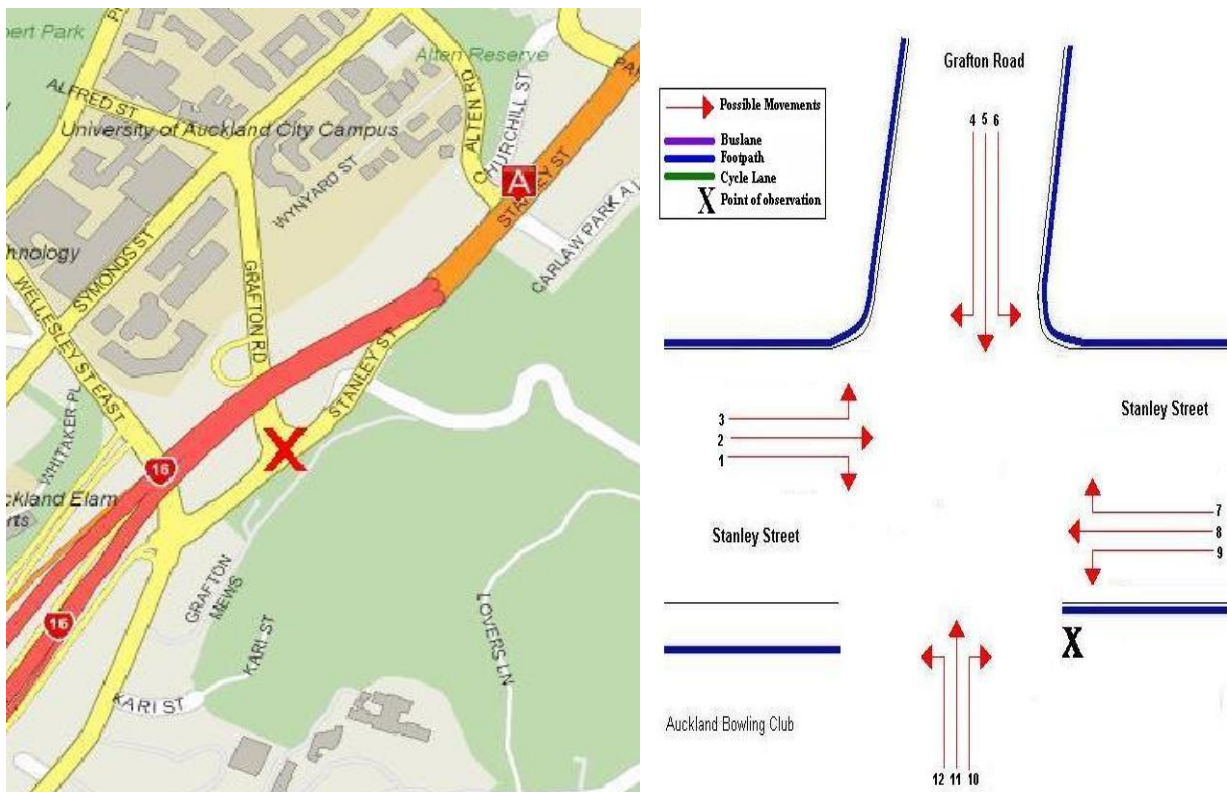 ert Park
Alten Reserve
ALFRED ST
University of Auckland City Campus
ALTEN RD
CHURCHILL ST
A
STANLEY ST
WYNYARD ST
hnology
SYMONDS ST
WELLESLEY ST EAST
GRAFTON RD
STANLEY ST
WHITAKER PL
16
X
ckland Elam
rts
GRAFTON
MEWS
16
KARI ST
KARI ST
LOVERS LN
Grafton Road
Possible Movements
Buslane
Footpath
Cycle Lane
X Point of observation
4 5 6
Stanley Street
3
2
1
7
8
9
Stanley Street
X
Auckland Bowling Club
12 11 10